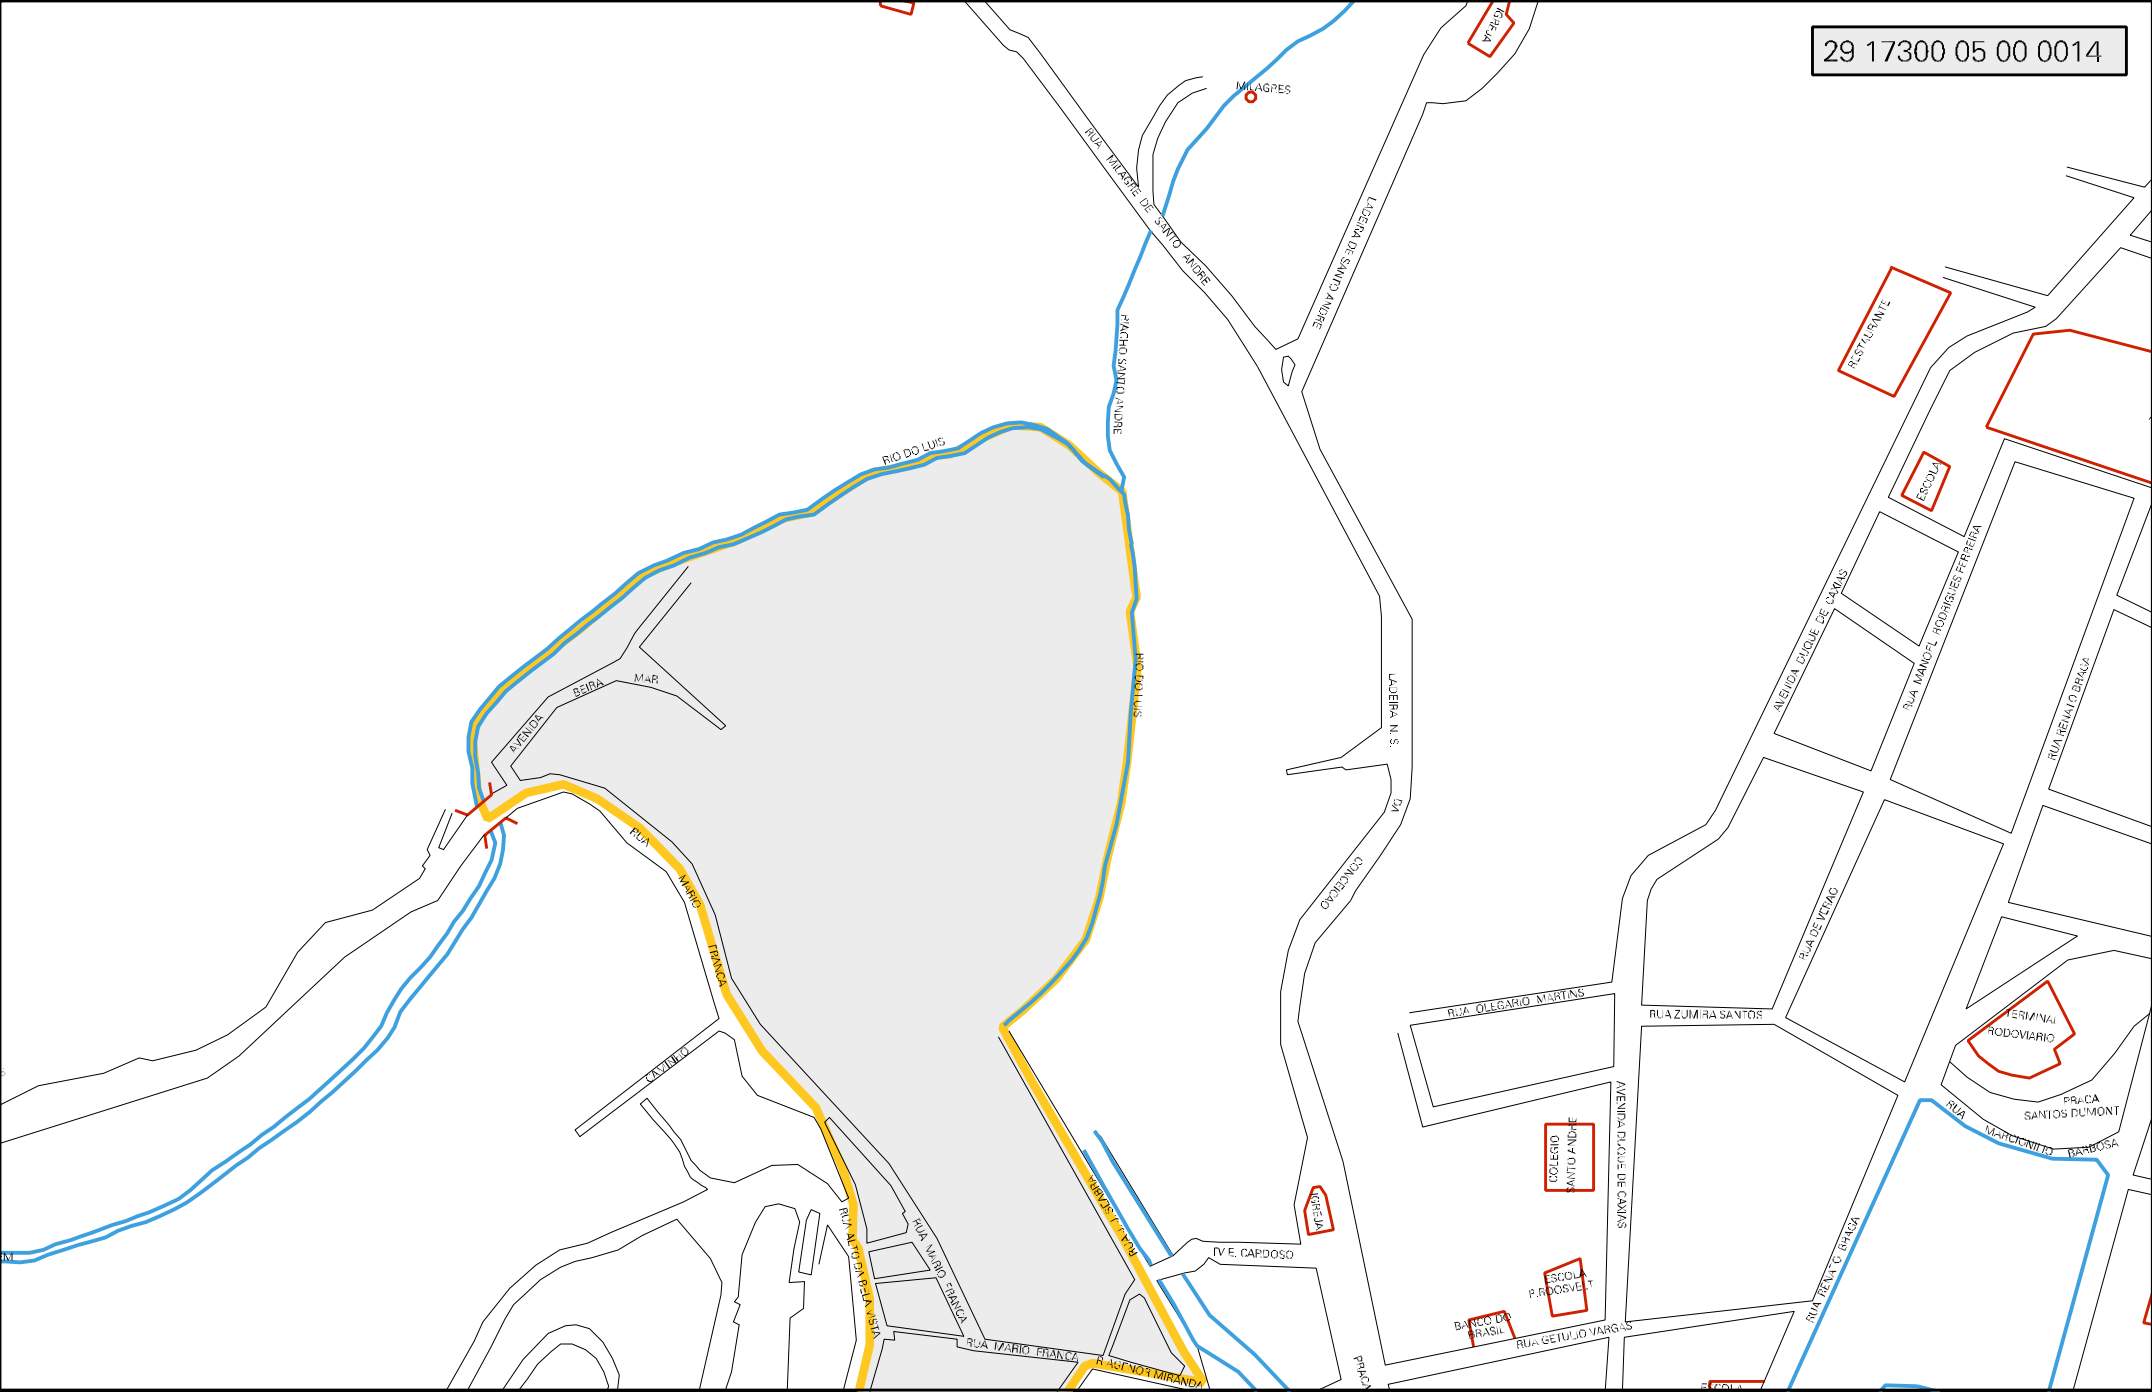 IGREJA
29 17300 05 00 0014
MILAGRES
RUA MILAGRE DE SANTO ANDRE
LADEIRA DE SANTO ANDRE
RESTAURANTE
RIACHO SANTO ANDRE
RIO DO LUIS
ESCOLA
RUA MANOEL RODRIGUES FERREIRA
AVENIDA DUQUE DE CAXIAS
RIO DO LUIS
RUA RENATO BRAGA
AVENIDA BEIRA MAR
LADEIRA N. S. DA CONCEICAO
RUA MARIO FRANCA
RUA DE VERAO
RUA OLEGARIO MARTINS
RUA ZUMIRA SANTOS
TERMINAL
RODOVIARIO
CAMINHO
PRACA
SANTOS DUMONT
RUA MARCIONILIO BARBOSA
COLEGIO
SANTO ANDRE
AVENIDA DUQUE DE CAXIAS
RUA J. J. SEABRA
IGREJA
TV E. CARDOSO
RUA ALTO DA BELA VISTA
RUA MARIO FRANCA
RUA RENATO BRAGA
ESCOLA
P.ROOSVELT
BANCO DO
BRASIL
RUA GETULIO VARGAS
RUA MARIO FRANCA
R AGENOR MIRANDA
PRACA
ESCOLA